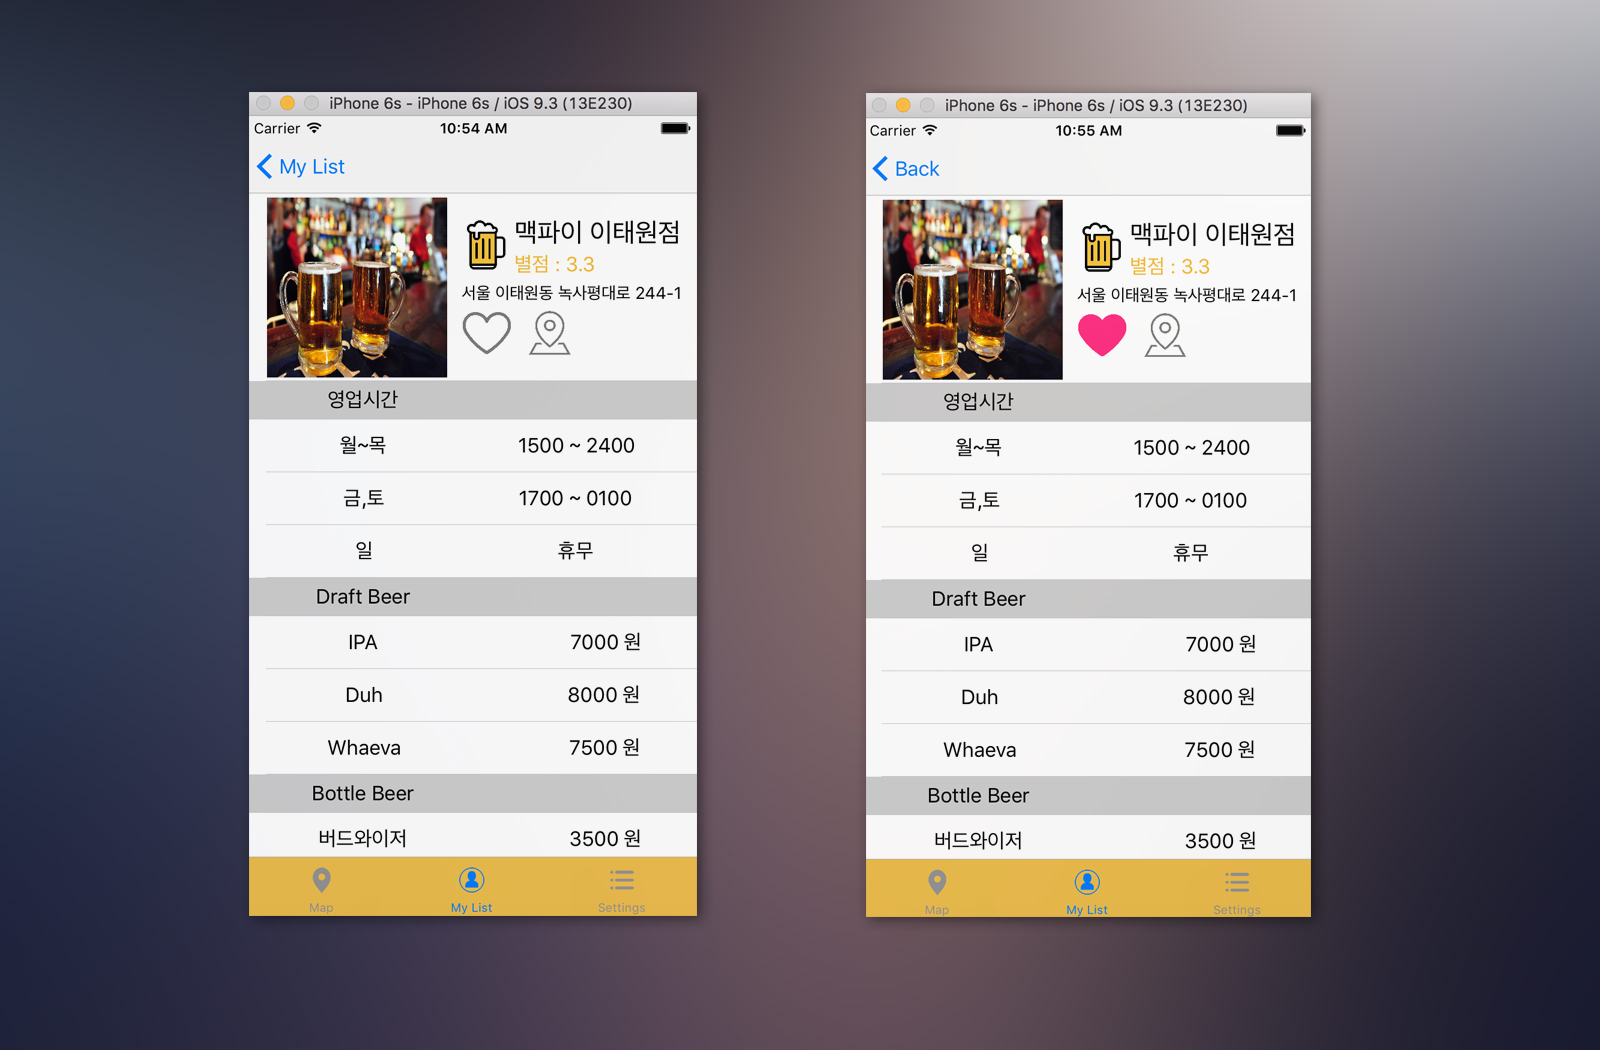 iPhone 6s - iPhone 6s / iOS 9.3 (13E230)
Carrier 10:54 AM
My List
맥파이 이태원점
별점 : 3.3
서울 이태원동 녹사평대로 244-1
영업시간
월~목 1500 ~ 2400
금,토 1700 ~ 0100
일 휴무
Draft Beer
IPA 7000 원
Duh 8000 원
Whaeva 7500 원
Bottle Beer
버드와이저 3500 원
Map My List Settings
iPhone 6s - iPhone 6s / iOS 9.3 (13E230)
Carrier 10:55 AM
Back
맥파이 이태원점
별점 : 3.3
서울 이태원동 녹사평대로 244-1
영업시간
월~목 1500 ~ 2400
금,토 1700 ~ 0100
일 휴무
Draft Beer
IPA 7000 원
Duh 8000 원
Whaeva 7500 원
Bottle Beer
버드와이저 3500 원
Map My List Settings